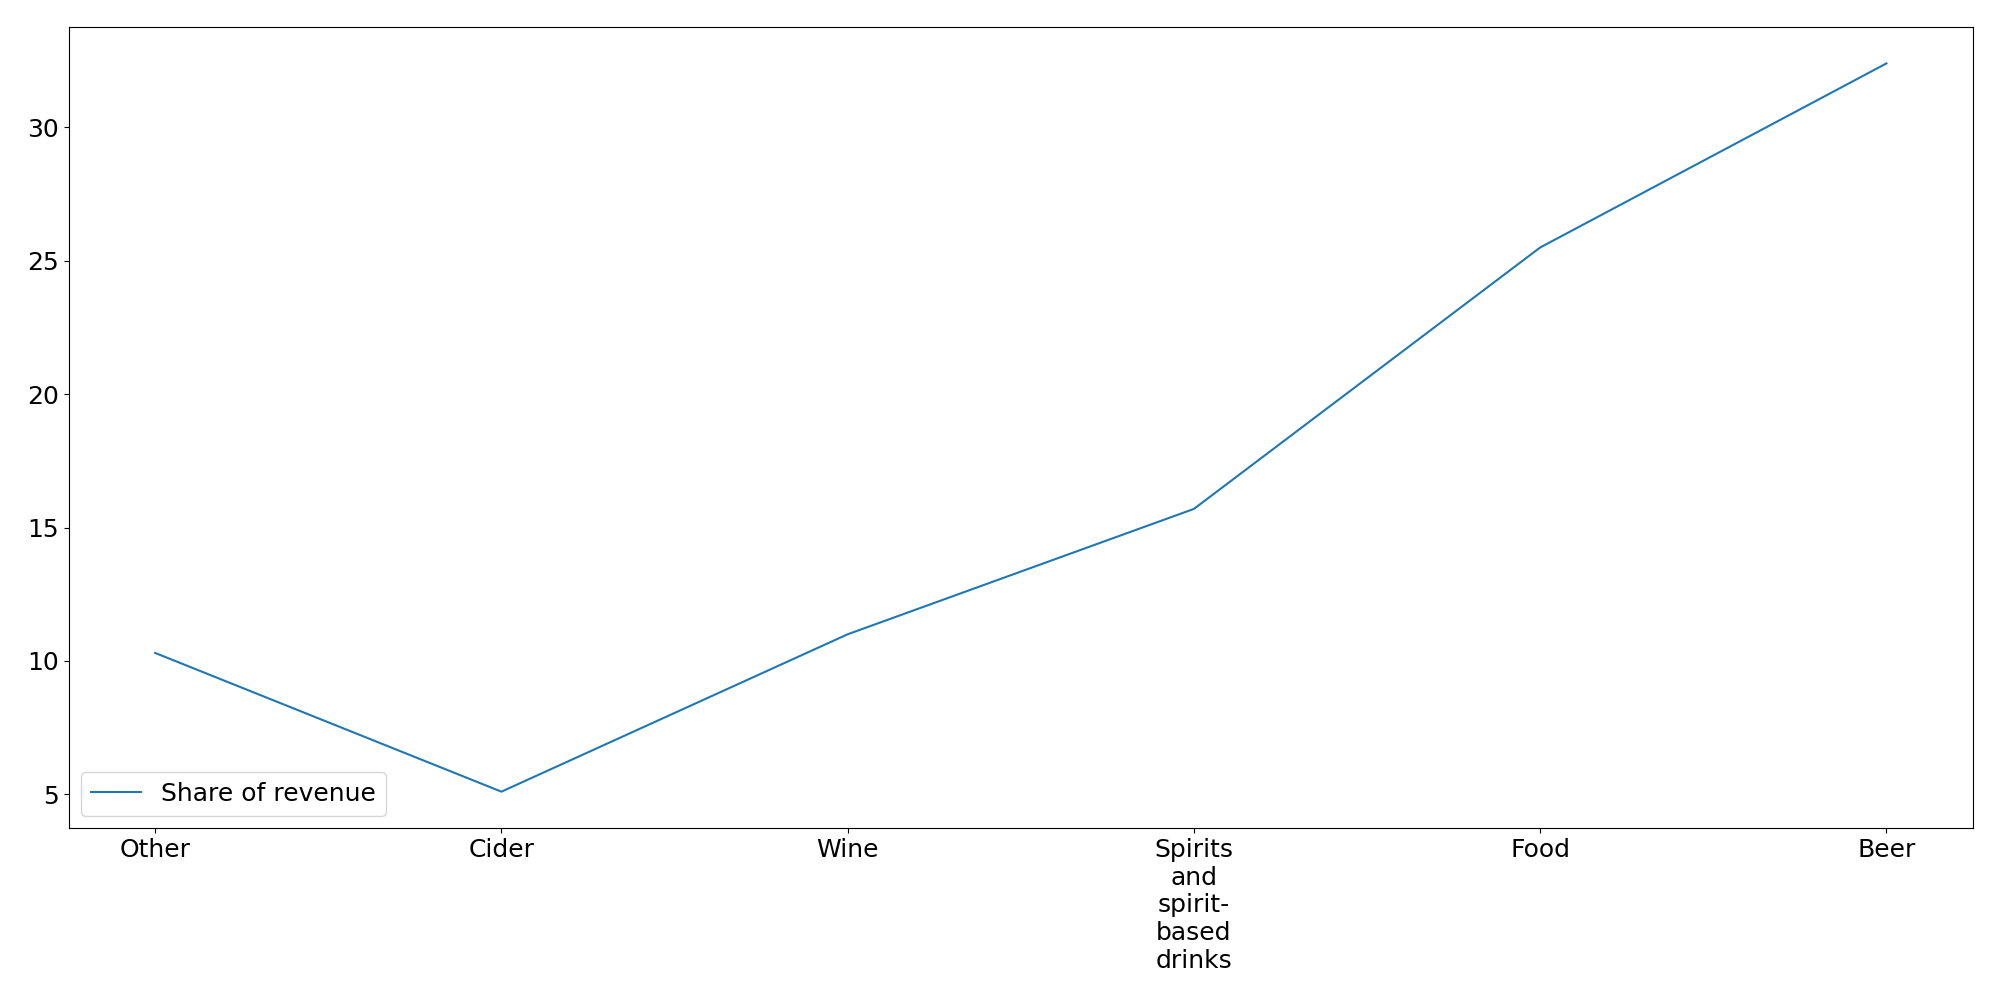 30
25
20
15
10
5
Share of revenue
Other
Cider
Wine
Spirits
and
spirit-
based
drinks
Food
Beer